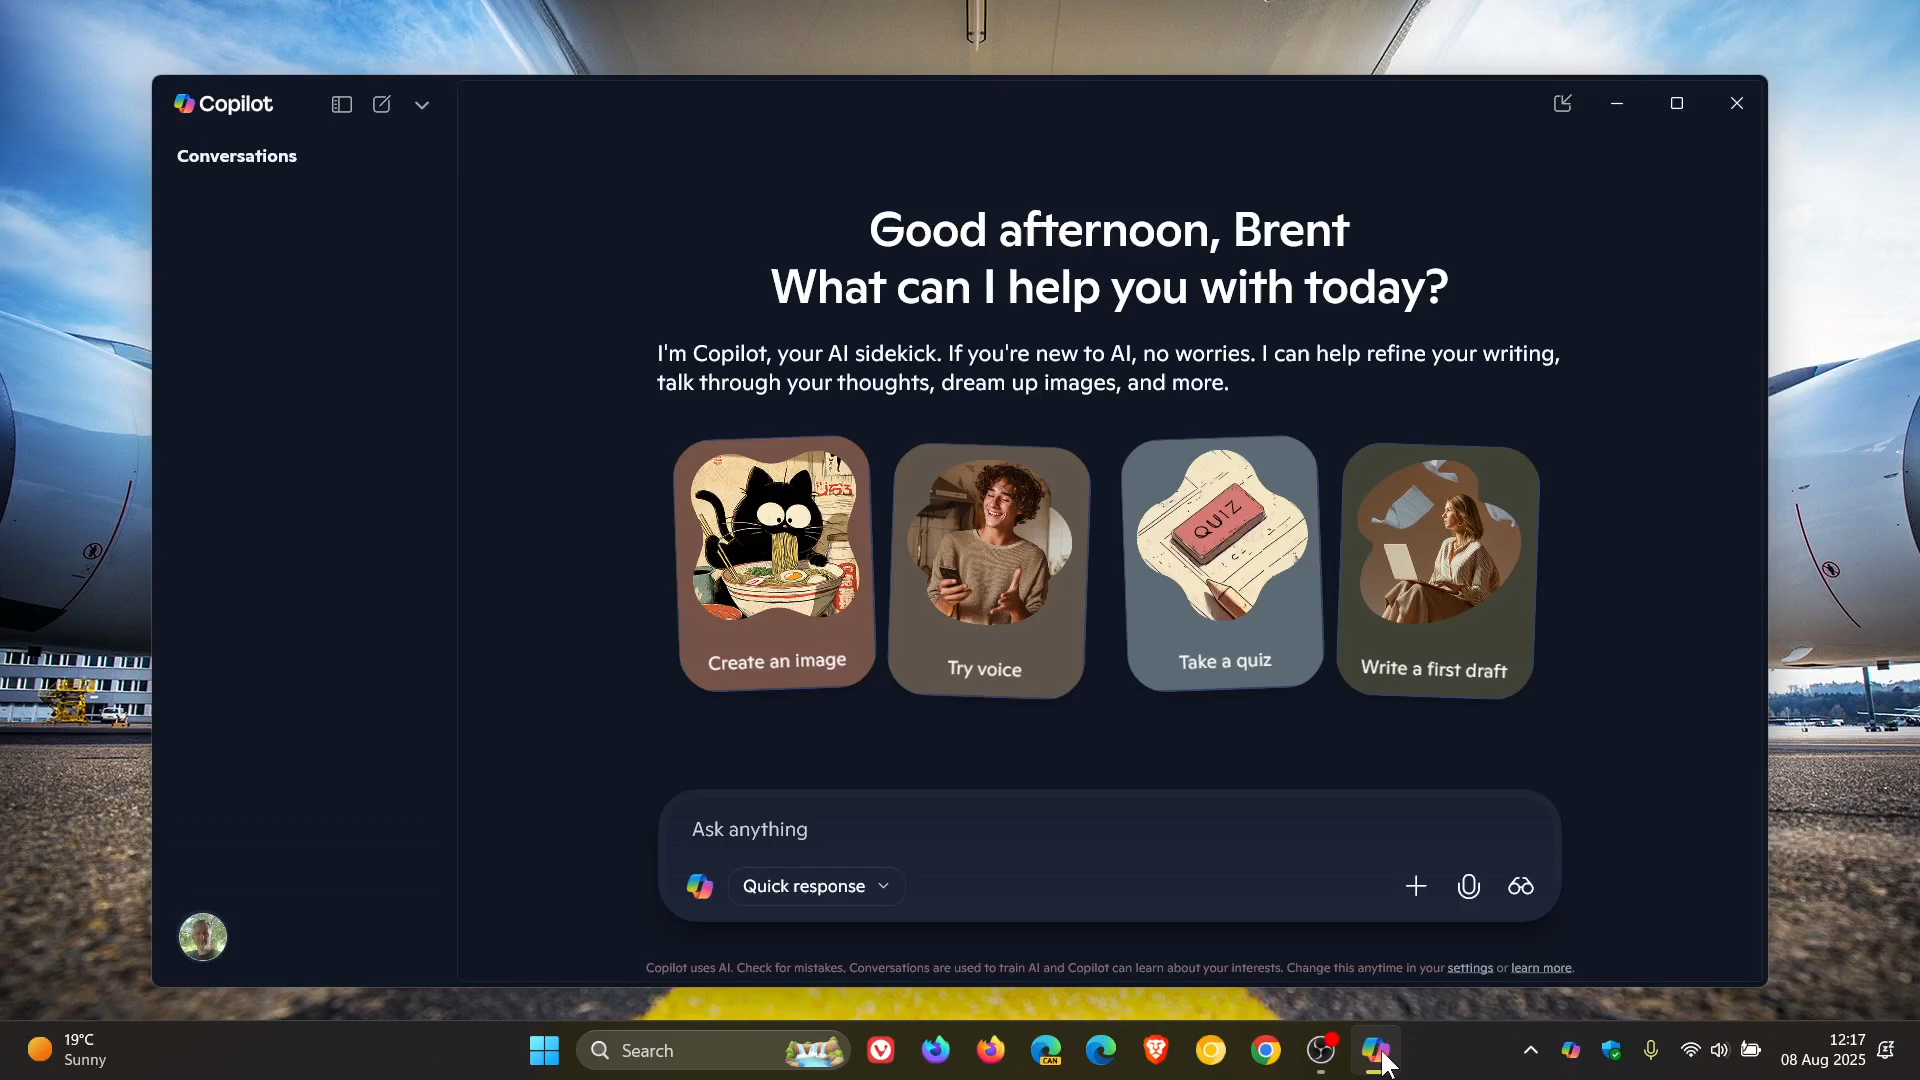 Copilot
Conversations
Good afternoon, Brent
What can I help you with today?
I'm Copilot, your AI sidekick. If you're new to AI, no worries. I can help refine your writing,
talk through your thoughts, dream up images, and more.
QUIZ
Create an image
Try voice
Take a quiz
Write a first draft
Ask anything
Quick response
Copilot uses AI. Check for mistakes. Conversations are used to train AI and Copilot can learn about your interests. Change this anytime in your settings or learn more.
19°C
Sunny
Search
CAN
12:17
08 Aug 2025